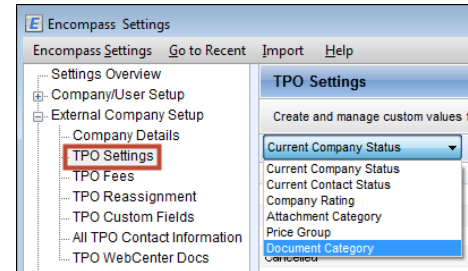 Encompass Settings
Encompass Settings Go to Recent Import Help
Settings Overview
Company/User Setup
External Company Setup
Company Details
TPO Settings
TPO Fees
TPO Reassignment
TPO Custom Fields
All TPO Contact Information
TPO WebCenter Docs
TPO Settings
Create and manage custom values
Current Company Status
Current Company Status
Current Contact Status
Company Rating
Attachment Category
Price Group
Document Category
Cancelled